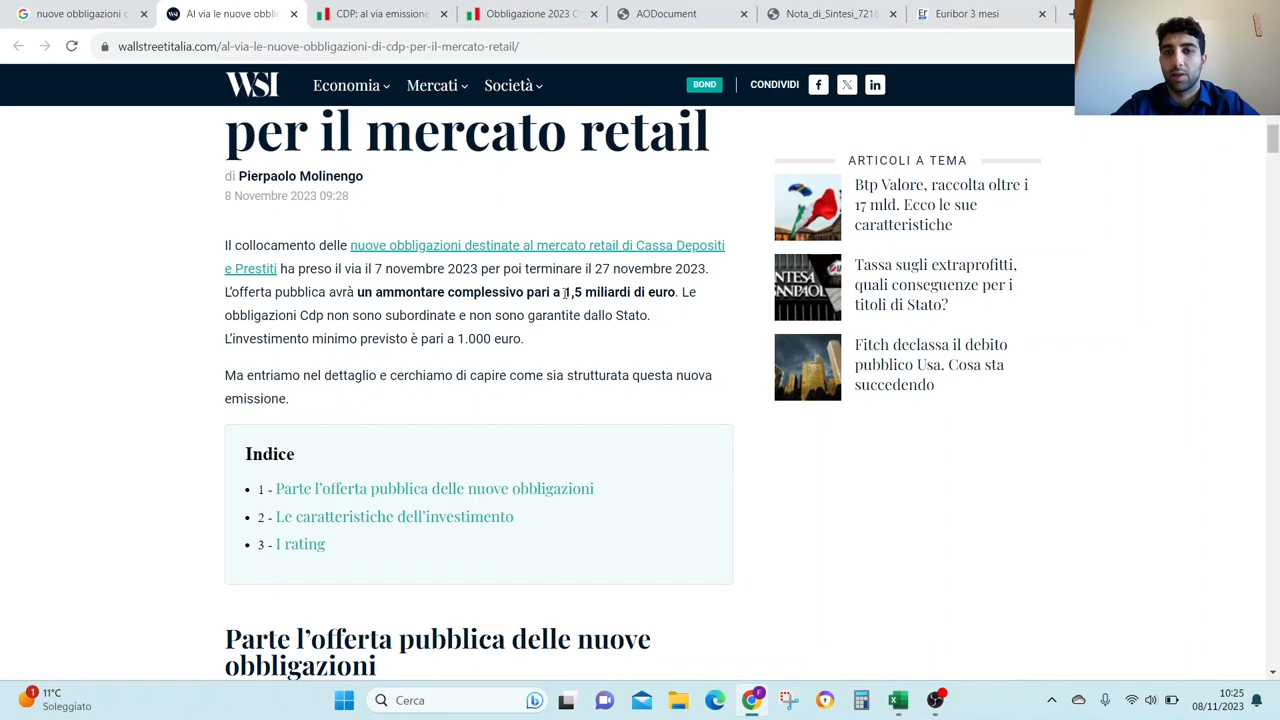 nuove obbligazioni c
Al via le nuove obblig
CDP: al via emissione
Obbligazione 2023 C
AODocument
Nota_di_Sintesi_721
Euribor 3 mesi
wallstreetitalia.com/al-via-le-nuove-obbligazioni-di-cdp-per-il-mercato-retail/
WSI
Economia
Mercati
Società
BOND
CONDIVIDI
per il mercato retail
di Pierpaolo Molinengo
8 Novembre 2023 09:28
Il collocamento delle nuove obbligazioni destinate al mercato retail di Cassa Depositi
e Prestiti ha preso il via il 7 novembre 2023 per poi terminare il 27 novembre 2023.
L'offerta pubblica avrà un ammontare complessivo pari a 1,5 miliardi di euro. Le
obbligazioni Cdp non sono subordinate e non sono garantite dallo Stato.
L'investimento minimo previsto è pari a 1.000 euro.
Ma entriamo nel dettaglio e cerchiamo di capire come sia strutturata questa nuova
emissione.
Indice
1 - Parte l'offerta pubblica delle nuove obbligazioni
2 - Le caratteristiche dell'investimento
3 - I rating
Parte l'offerta pubblica delle nuove
obbligazioni
ARTICOLI A TEMA
Btp Valore, raccolta oltre i
17 mld. Ecco le sue
caratteristiche
Tassa sugli extraprofitti,
quali conseguenze per i
titoli di Stato?
NTESA
SANPAOL
Fitch declassa il debito
pubblico Usa. Cosa sta
succedendo
1
11°C
Soleggiato
Cerca
F
10:25
08/11/2023